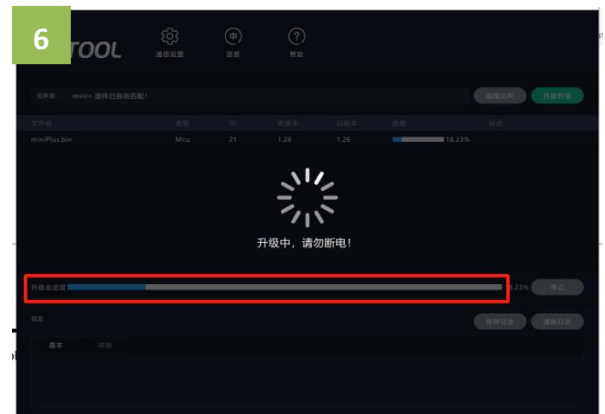 6
TOOL
通信设置 语言 帮助
文件名: mini+ 固件已自动匹配! 选择文件 开始升级
文件名 类型 ID 新版本 旧版本 进度 状态
miniPlus.bin Mcu 21 1.26 1.26 18.23%
升级中，请勿断电!
升级总进度 18.23% 停止
日志 保存日志 清除日志
基本 详细